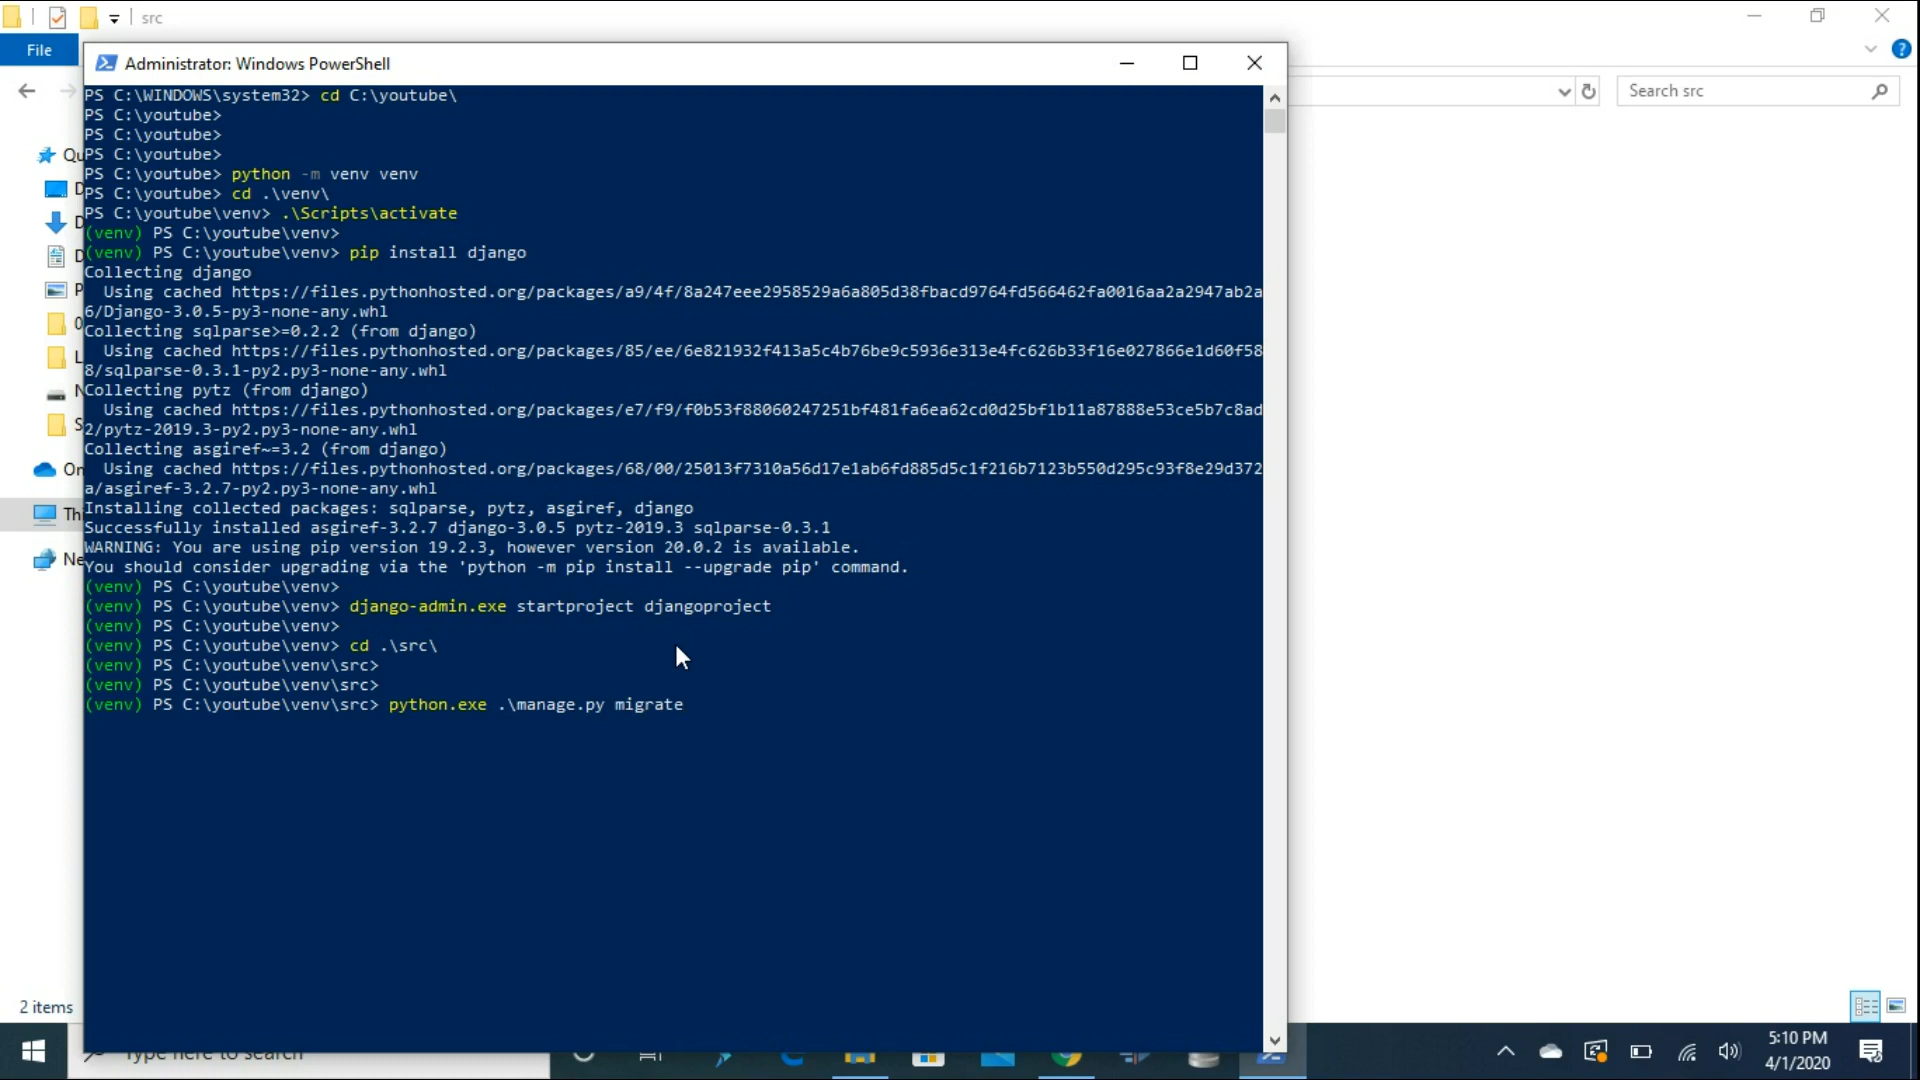 src
File
Administrator: Windows PowerShell
Search src
PS C:\WINDOWS\system32> cd C:\youtube\
PS C:\youtube>
PS C:\youtube>
PS C:\youtube>
PS C:\youtube> python -m venv venv
PS C:\youtube> cd .\venv\
PS C:\youtube\venv> .\Scripts\activate
(venv) PS C:\youtube\venv>
(venv) PS C:\youtube\venv> pip install django
Collecting django
Using cached https://files.pythonhosted.org/packages/a9/4f/8a247eee2958529a6a805d38fbacd9764fd566462fa0016aa2a2947ab2a
6/Django-3.0.5-py3-none-any.whl
Collecting sqlparse>=0.2.2 (from django)
Using cached https://files.pythonhosted.org/packages/85/ee/6e821932f413a5c4b76be9c5936e313e4fc626b33f16e027866e1d60f58
8/sqlparse-0.3.1-py2.py3-none-any.whl
Collecting pytz (from django)
Using cached https://files.pythonhosted.org/packages/e7/f9/f0b53f88060247251bf481fa6ea62cd0d25bf1b11a87888e53ce5b7c8ad
2/pytz-2019.3-py2.py3-none-any.whl
Collecting asgiref~=3.2 (from django)
Using cached https://files.pythonhosted.org/packages/68/00/25013f7310a56d17e1ab6fd885d5c1f216b7123b550d295c93f8e29d372
a/asgiref-3.2.7-py2.py3-none-any.whl
Installing collected packages: sqlparse, pytz, asgiref, django
Successfully installed asgiref-3.2.7 django-3.0.5 pytz-2019.3 sqlparse-0.3.1
WARNING: You are using pip version 19.2.3, however version 20.0.2 is available.
You should consider upgrading via the 'python -m pip install --upgrade pip' command.
(venv) PS C:\youtube\venv>
(venv) PS C:\youtube\venv> django-admin.exe startproject djangoproject
(venv) PS C:\youtube\venv>
(venv) PS C:\youtube\venv> cd .\src\
(venv) PS C:\youtube\venv\src>
(venv) PS C:\youtube\venv\src>
(venv) PS C:\youtube\venv\src> python.exe .\manage.py migrate
2 items
Type here to search
5:10 PM
4/1/2020